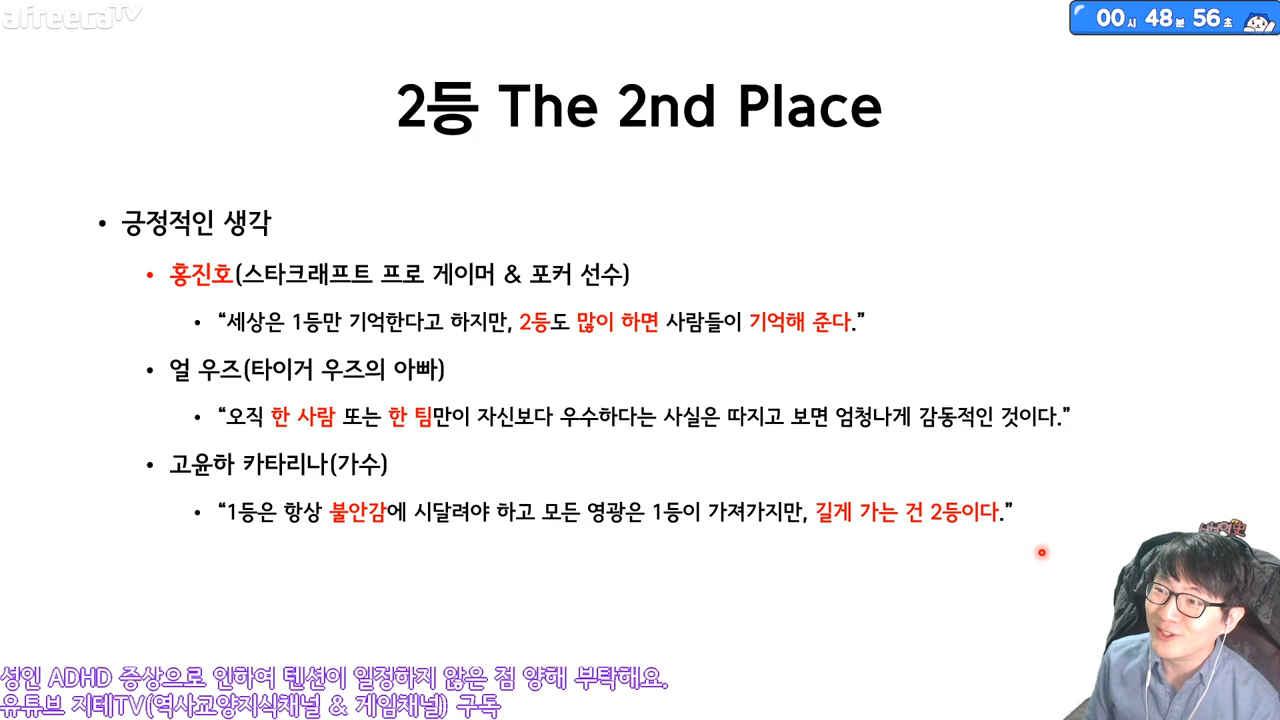 afreecaTV
00시 48분 56초
2등 The 2nd Place
• 긍정적인 생각
• 홍진호(스타크래프트 프로 게이머 & 포커 선수)
• “세상은 1등만 기억한다고 하지만, 2등도 많이 하면 사람들이 기억해 준다.”
• 얼 우즈(타이거 우즈의 아빠)
• “오직 한 사람 또는 한 팀만이 자신보다 우수하다는 사실은 따지고 보면 엄청나게 감동적인 것이다.”
• 고윤하 카타리나(가수)
• “1등은 항상 불안감에 시달려야 하고 모든 영광은 1등이 가져가지만, 길게 가는 건 2등이다.”
성인 ADHD 증상으로 인하여 텐션이 일정하지 않은 점 양해 부탁해요.
유튜브 지테TV(역사교양지식채널 & 게임채널) 구독